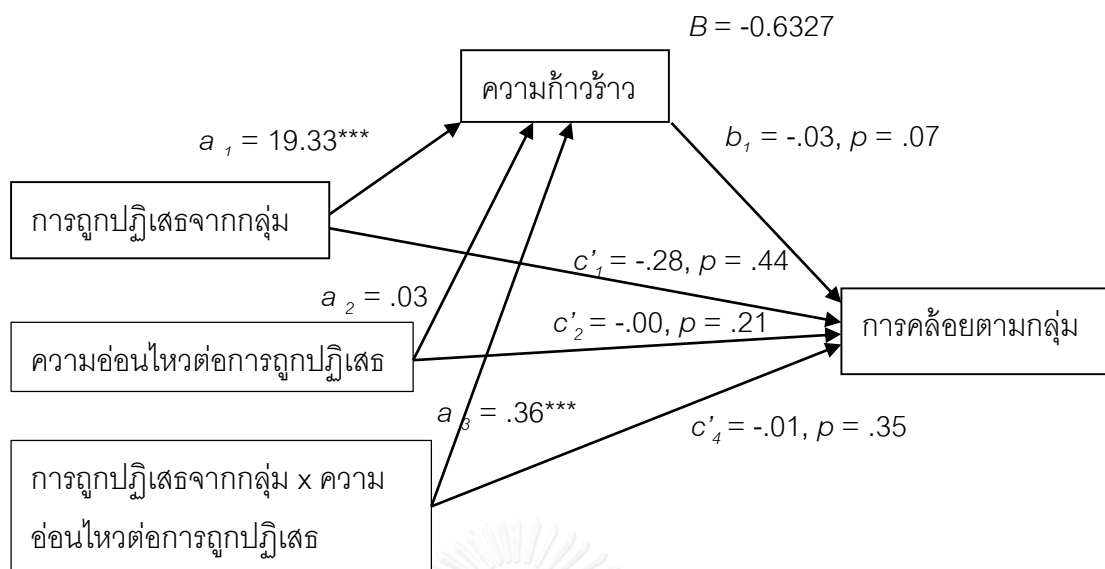 B = -0.6327
ความก้าวร้าว
a 1 = 19.33***
b1 = -.03, p = .07
การถูกปฏิเสธจากกลุ่ม
c'1 = -.28, p = .44
a 2 = .03
c'2 = -.00, p = .21
การคล้อยตามกลุ่ม
ความอ่อนไหวต่อการถูกปฏิเสธ
a 3 = .36***
c'4 = -.01, p = .35
การถูกปฏิเสธจากกลุ่ม x ความ
อ่อนไหวต่อการถูกปฏิเสธ